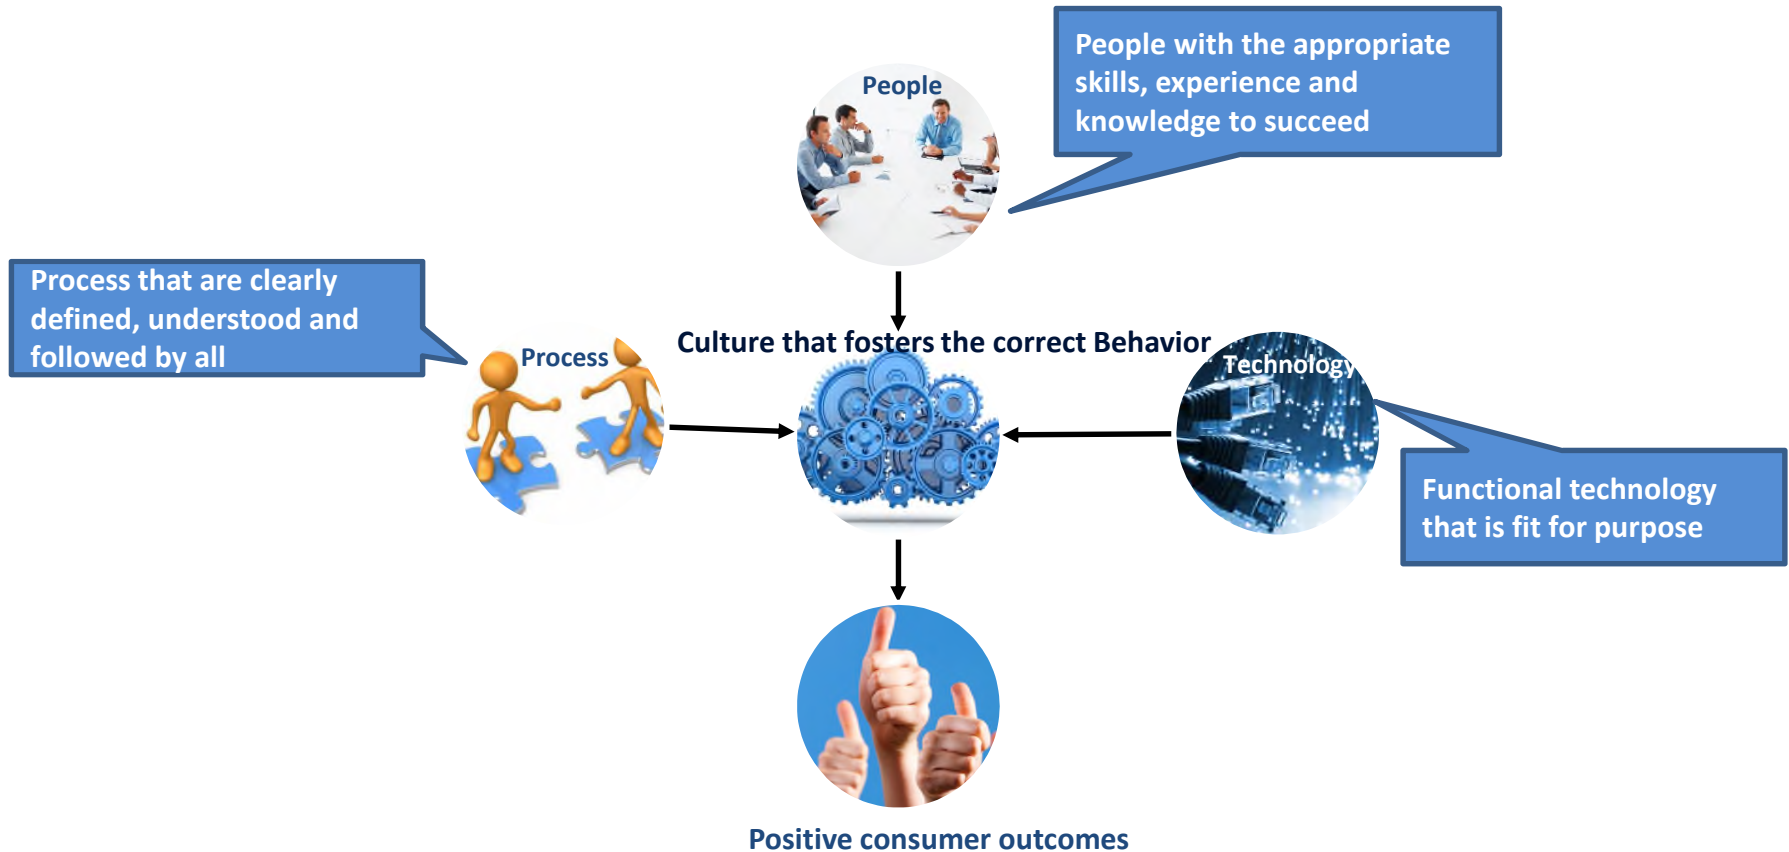 People
People with the appropriate
skills, experience and
knowledge to succeed
Process that are clearly
defined, understood and
followed by all
Process
Culture that fosters the correct Behavior
Technology
Functional technology
that is fit for purpose
Positive consumer outcomes